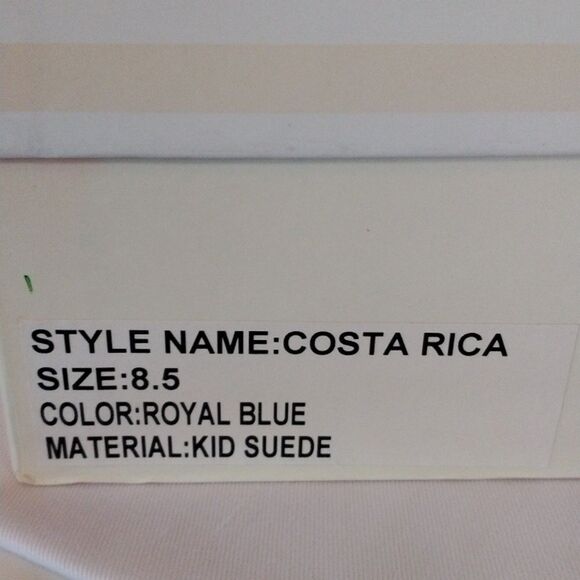 STYLE NAME:COSTA RICA
SIZE:8.5
COLOR:ROYAL BLUE
MATERIAL:KID SUEDE